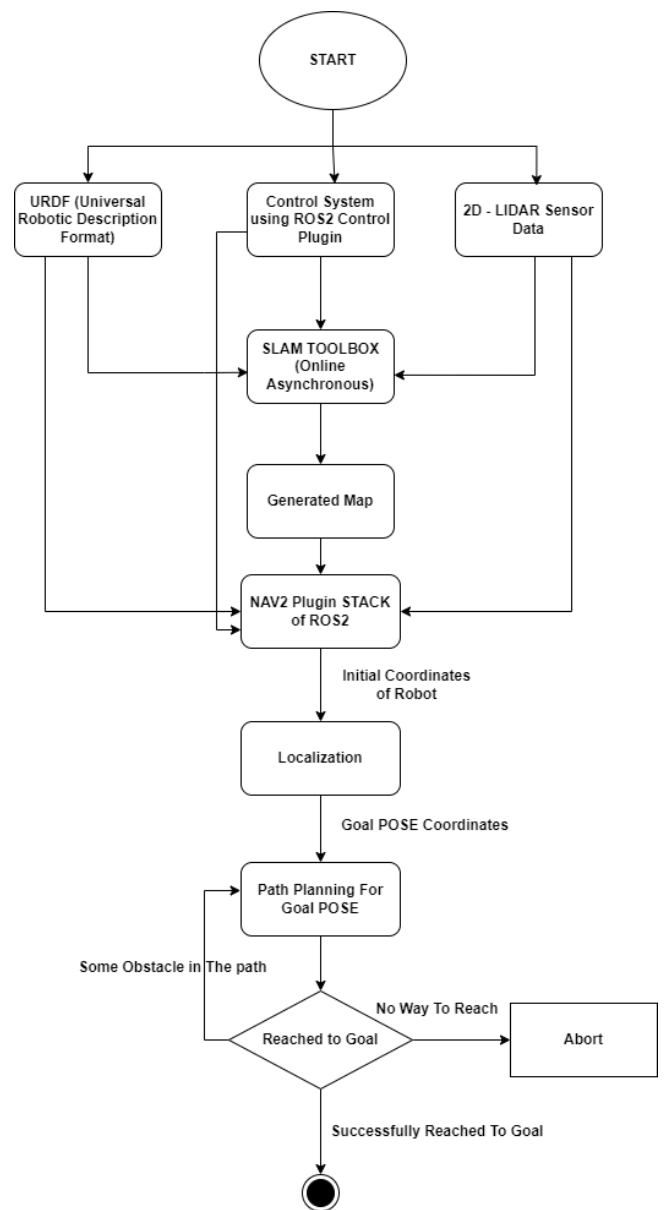 START
URDF (Universal
Robotic Description
Format)
Control System
using ROS2 Control
Plugin
2D - LIDAR Sensor
Data
SLAM TOOLBOX
(Online
Asynchronous)
Generated Map
NAV2 Plugin STACK
of ROS2
Initial Coordinates
of Robot
Localization
Goal POSE Coordinates
Path Planning For
Goal POSE
Some Obstacle in The path
No Way To Reach
Reached to Goal
Abort
Successfully Reached To Goal